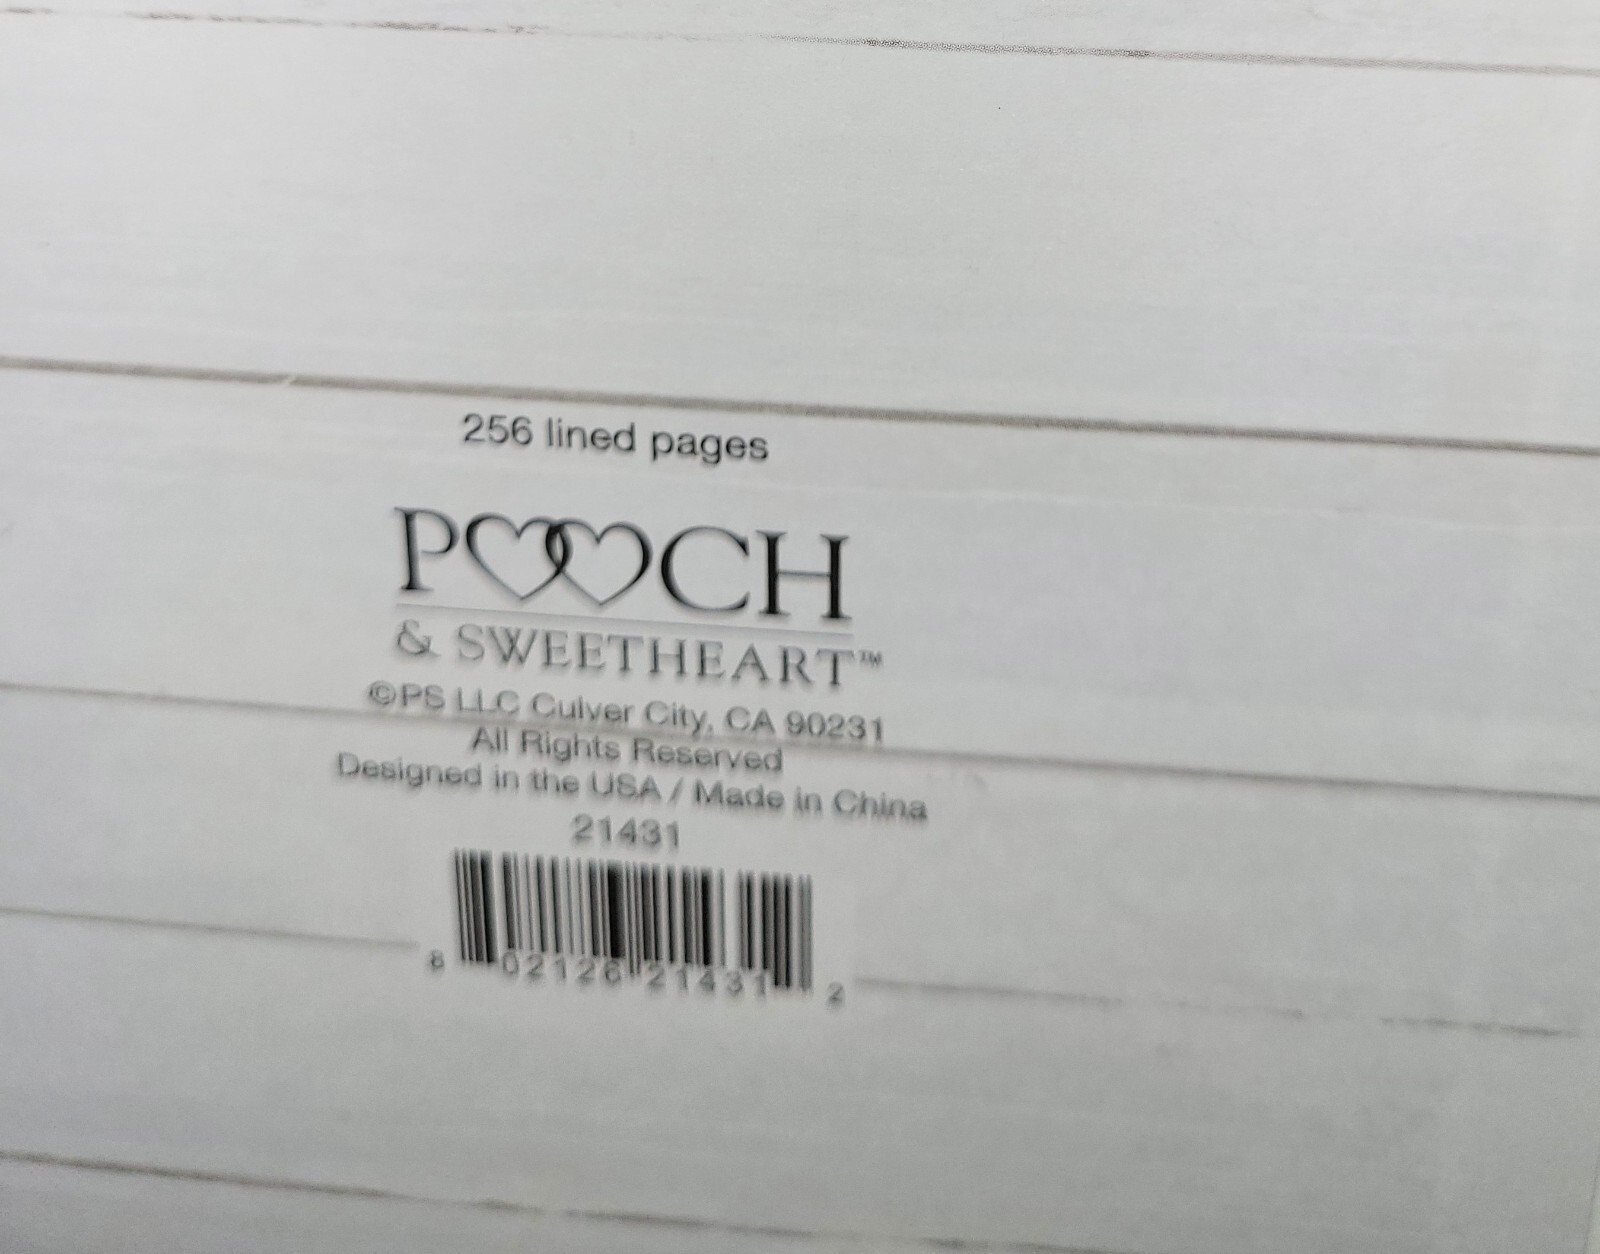 256 lined pages
POOCH
& SWEETHEART™
©PS LLC Culver City, CA 90231
All Rights Reserved
Designed in the USA / Made in China
21431
8 02126 21431 2